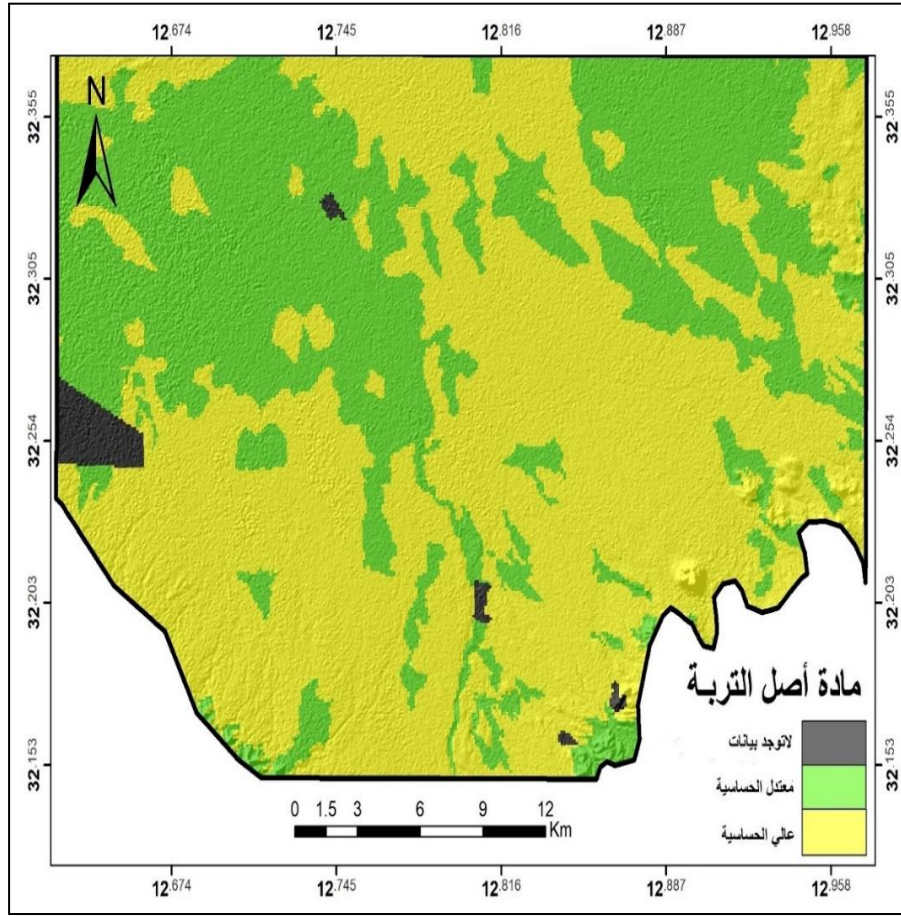 12.674 12.745 12.816 12.887 12.958
N
32.355 32.355
32.305 32.305
32.254 32.254
32.203 32.203
32.153 32.153
مادة أصل التربة
لاتوجد بيانات
مُعتدل الحساسية
عالي الحساسية
0 1.5 3 6 9 12
Km
12.674 12.745 12.816 12.887 12.958